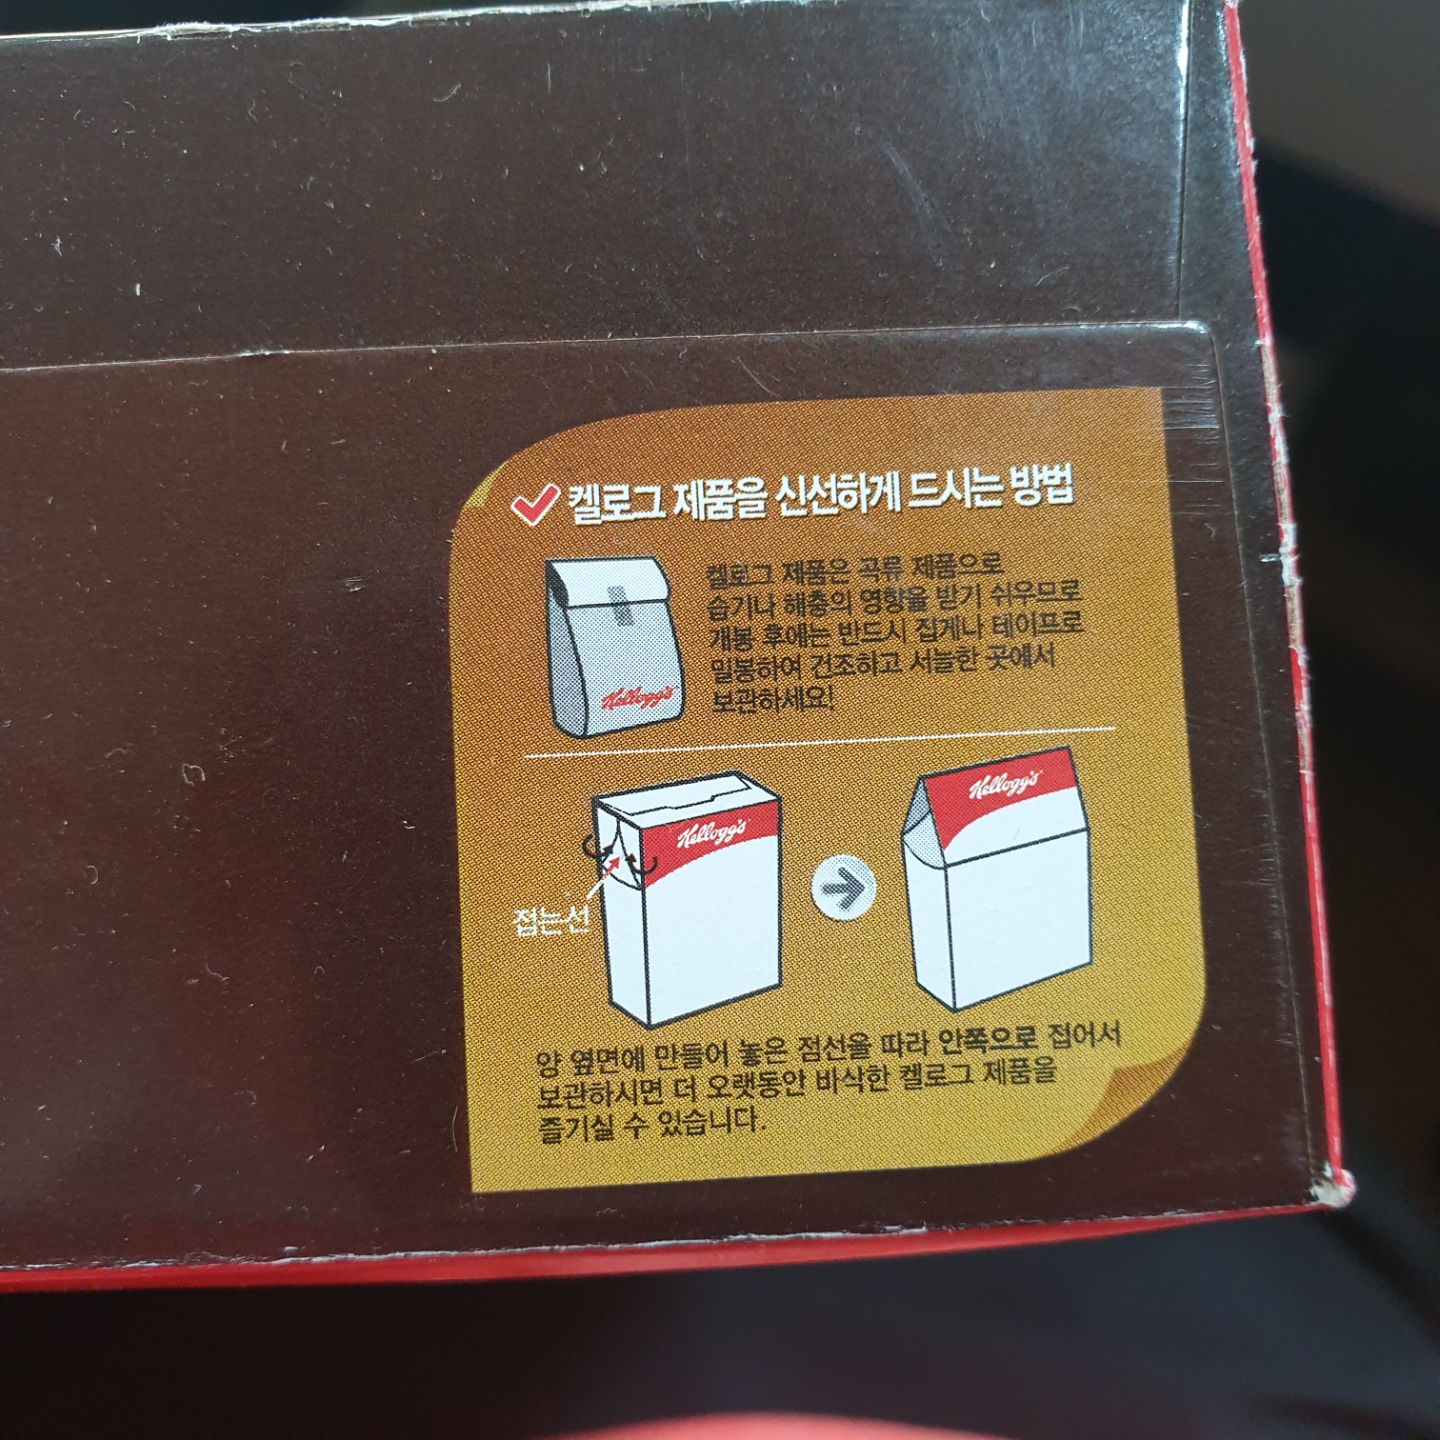 켈로그 제품을 신선하게 드시는 방법
켈로그 제품은 곡류 제품으로
습기나 해충의 영향을 받기 쉬우므로
개봉 후에는 반드시 집게나 테이프로
밀봉하여 건조하고 서늘한 곳에서
보관하세요!
Kellogg's
Kellogg's
Kellogg's
접는선
양 옆면에 만들어 놓은 점선을 따라 안쪽으로 접어서
보관하시면 더 오랫동안 바삭한 켈로그 제품을
즐기실 수 있습니다.